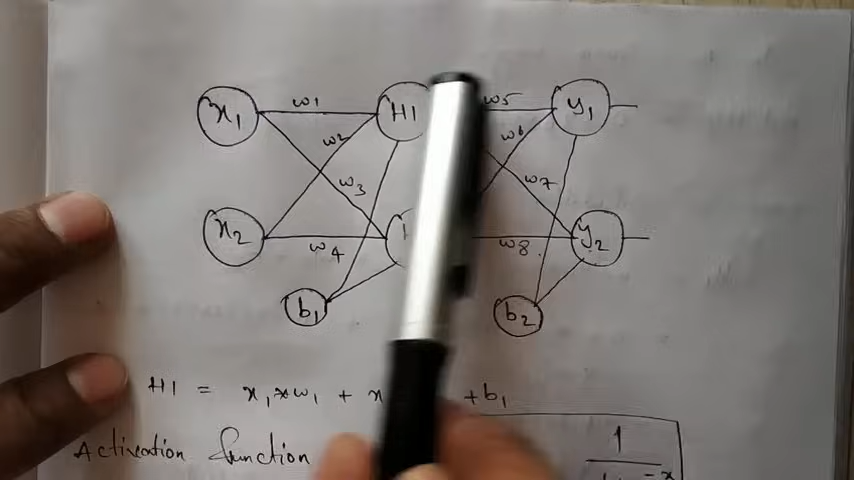 x1 w1 H1 w5 y1
w2 w6
w3 w7
x2 w4 w8 y2
b1 b2
H1 = x1 * w1 + x + b1
Activation function 1